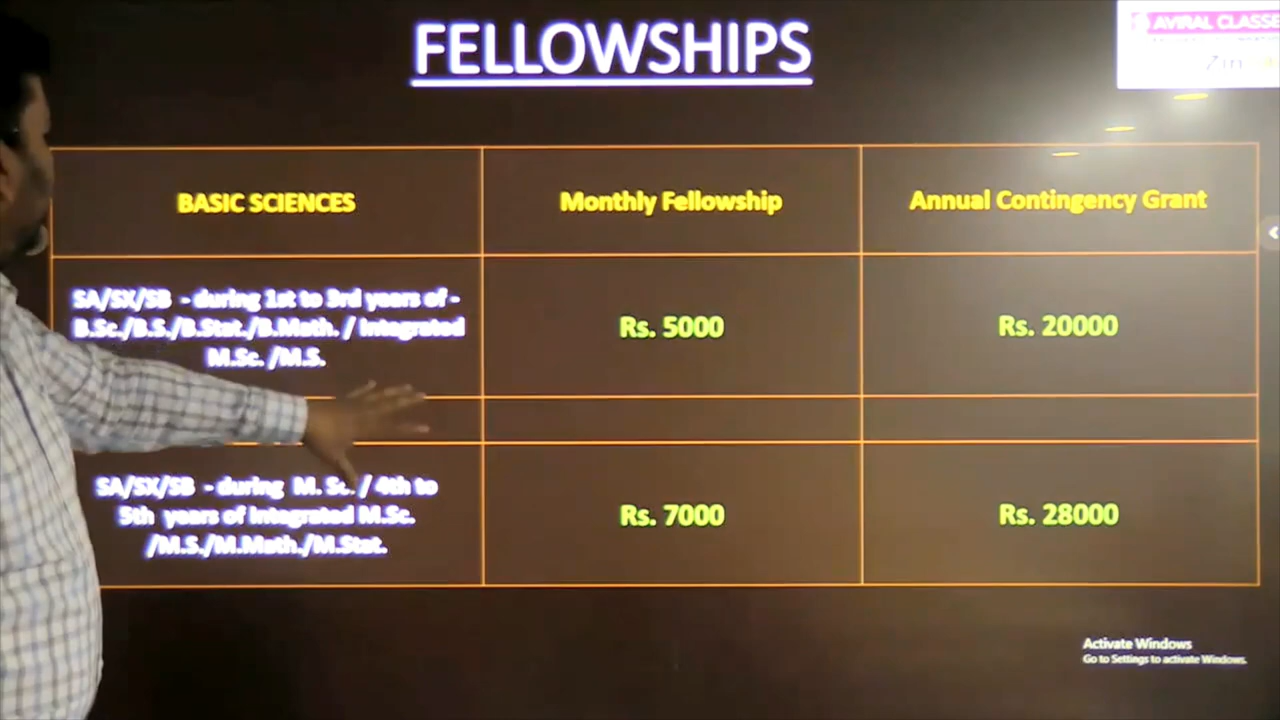 FELLOWSHIPS
AVIRAL CLASSE
BASIC SCIENCES
Monthly Fellowship
Annual Contingency Grant
SA/SX/SB - during 1st to 3rd years of -
B.Sc./B.S./B.Stat./B.Math. / Integrated
M.Sc. /M.S.
Rs. 5000
Rs. 20000
SA/SX/SB - during M. Sc. / 4th to
5th years of Integrated M.Sc.
/M.S./M.Math./M.Stat.
Rs. 7000
Rs. 28000
Activate Windows
Go to Settings to activate Windows.